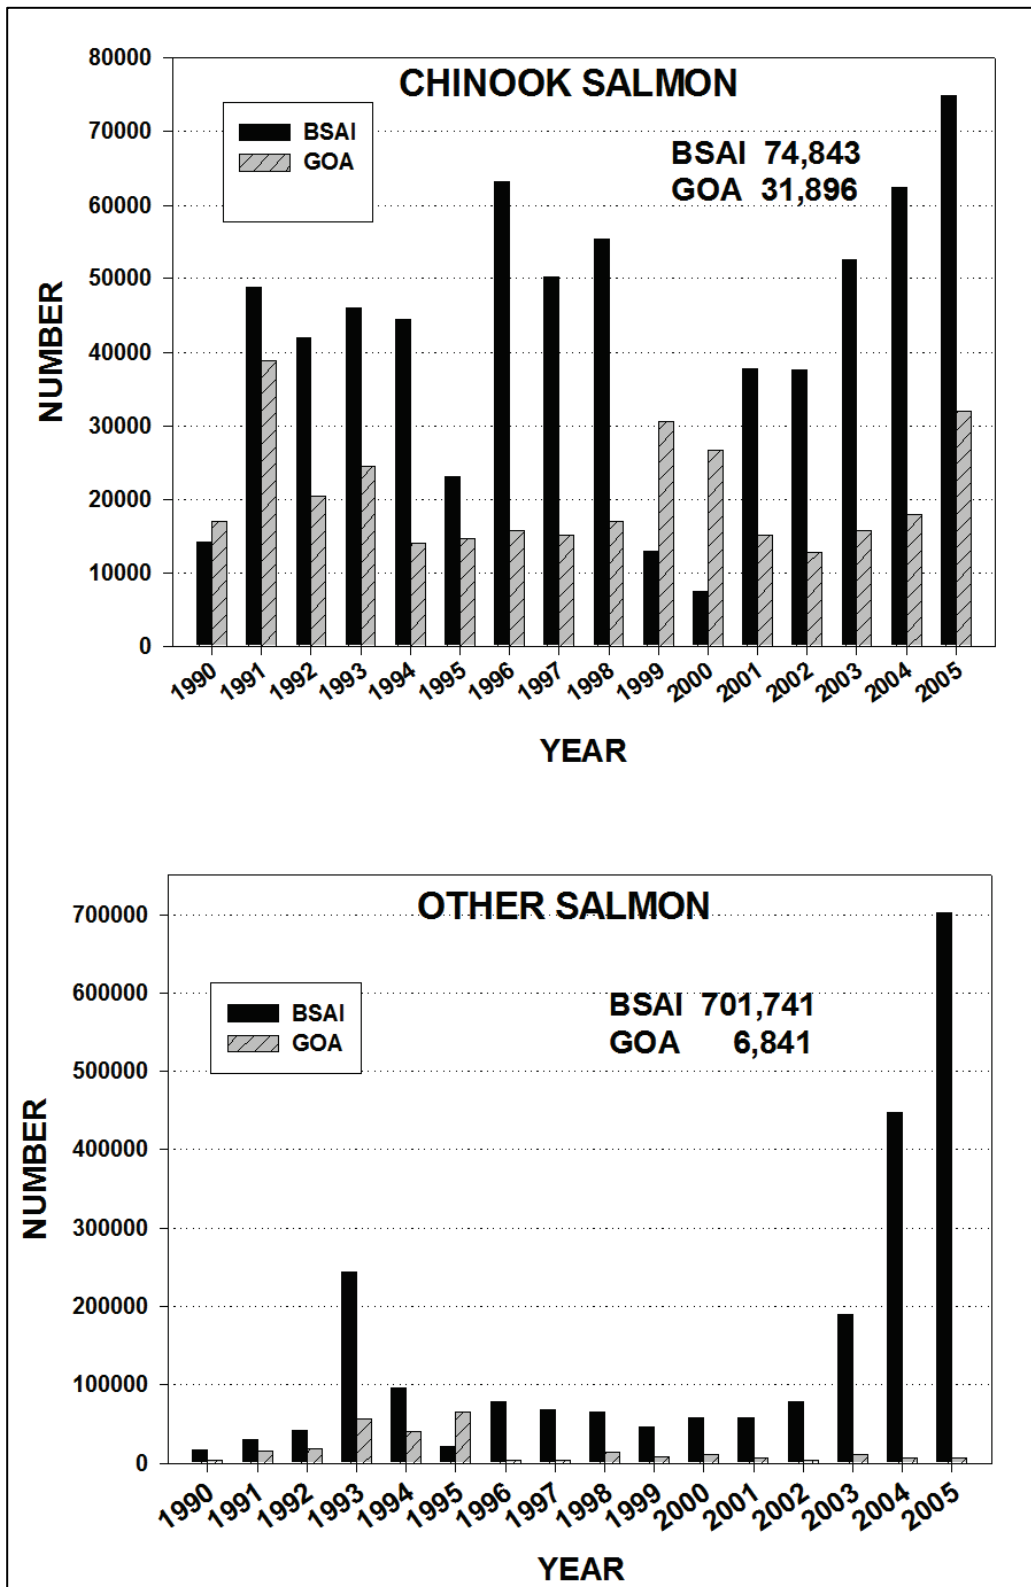 CHINOOK SALMON
BSAI
GOA
BSAI 74,843
GOA 31,896
80000
70000
60000
50000
40000
30000
20000
10000
0
NUMBER
1990 1991 1992 1993 1994 1995 1996 1997 1998 1999 2000 2001 2002 2003 2004 2005
YEAR
OTHER SALMON
BSAI
GOA
BSAI 701,741
GOA 6,841
700000
600000
500000
400000
300000
200000
100000
0
NUMBER
1990 1991 1992 1993 1994 1995 1996 1997 1998 1999 2000 2001 2002 2003 2004 2005
YEAR